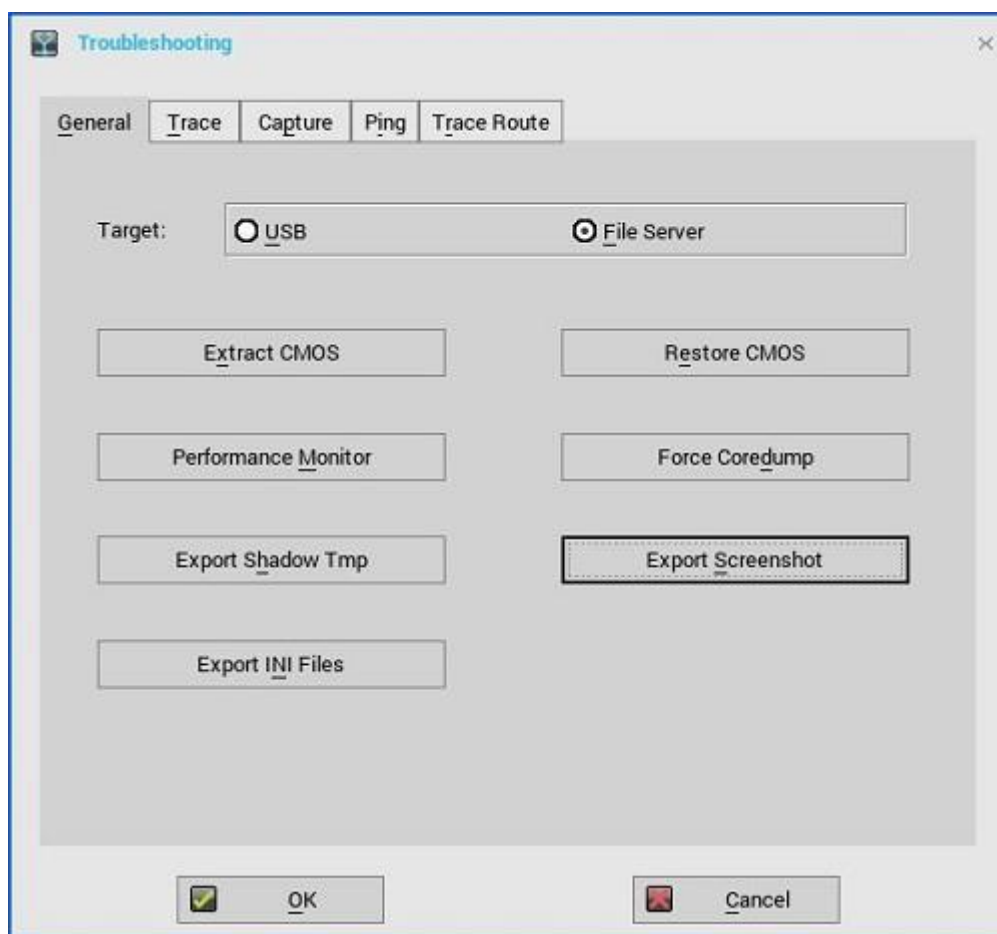 Troubleshooting
General Trace Capture Ping Trace Route
Target: USB File Server
Extract CMOS Restore CMOS
Performance Monitor Force Coredump
Export Shadow Tmp Export Screenshot
Export INI Files
OK Cancel